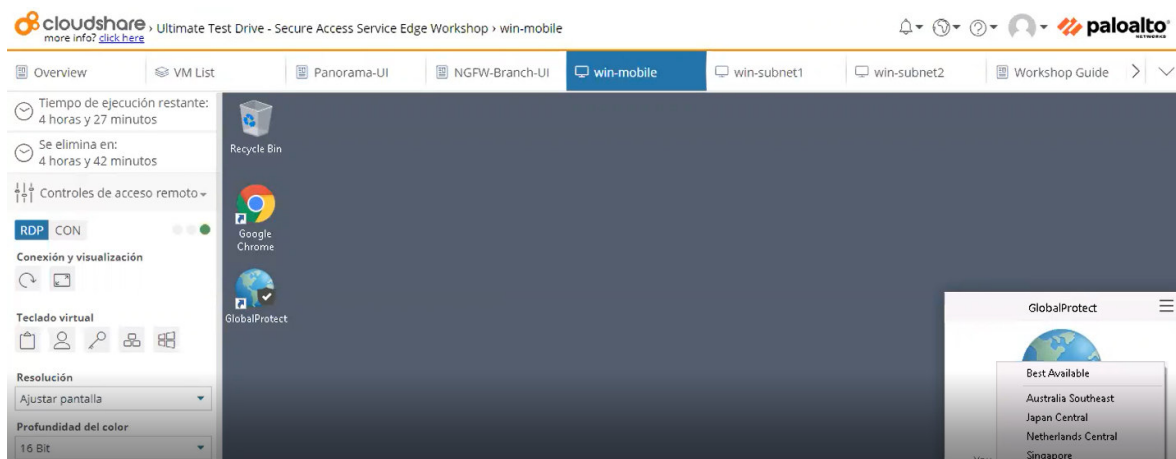 cloudshare
more info? click here
› Ultimate Test Drive - Secure Access Service Edge Workshop › win-mobile
paloalto
NETWORKS
Overview
VM List
Panorama-UI
NGFW-Branch-UI
win-mobile
win-subnet1
win-subnet2
Workshop Guide
Tiempo de ejecución restante:
4 horas y 27 minutos
Se elimina en:
4 horas y 42 minutos
Controles de acceso remoto
RDP CON
Conexión y visualización
Teclado virtual
Resolución
Ajustar pantalla
Profundidad del color
16 Bit
Recycle Bin
Google
Chrome
GlobalProtect
GlobalProtect
Best Available
Australia Southeast
Japan Central
Netherlands Central
Singapore